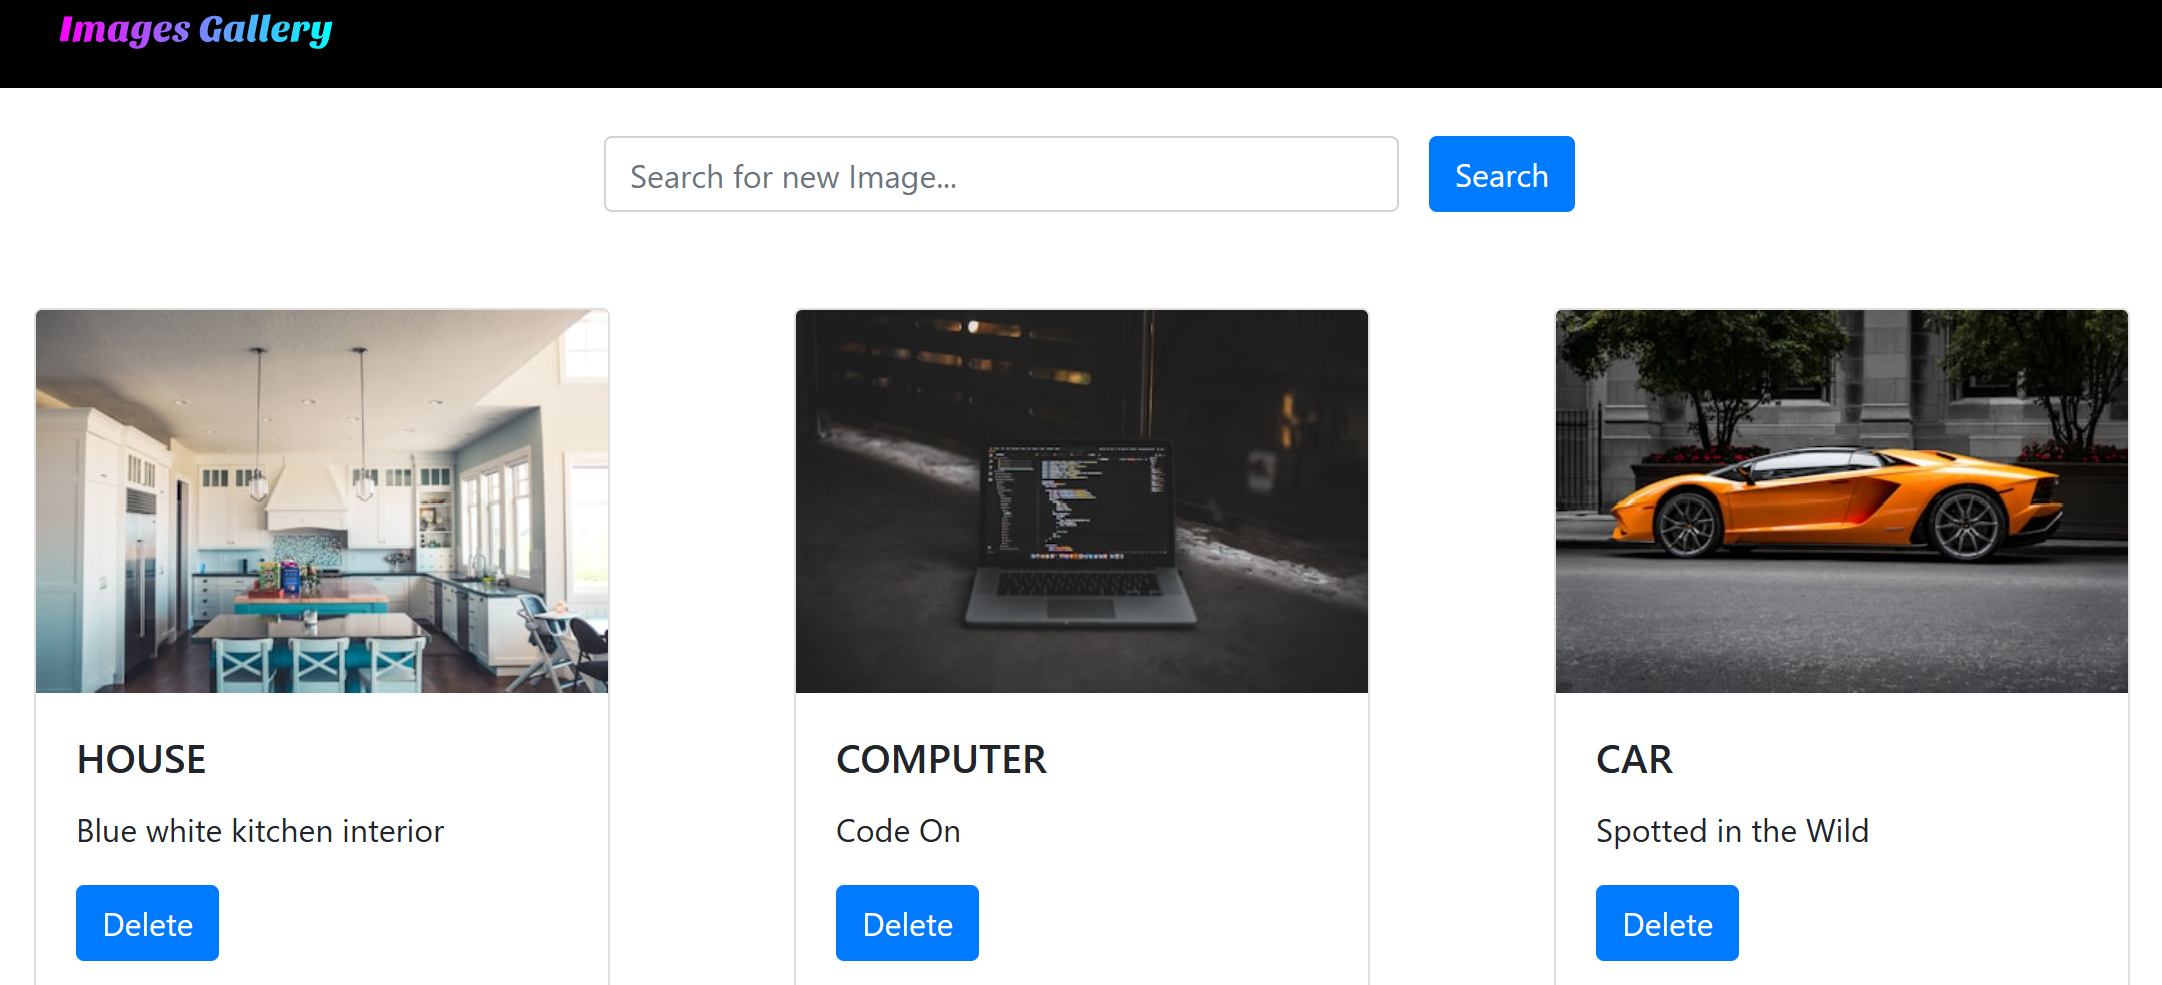 Images Gallery
Search for new Image...
Search
HOUSE
Blue white kitchen interior
Delete
COMPUTER
Code On
Delete
CAR
Spotted in the Wild
Delete